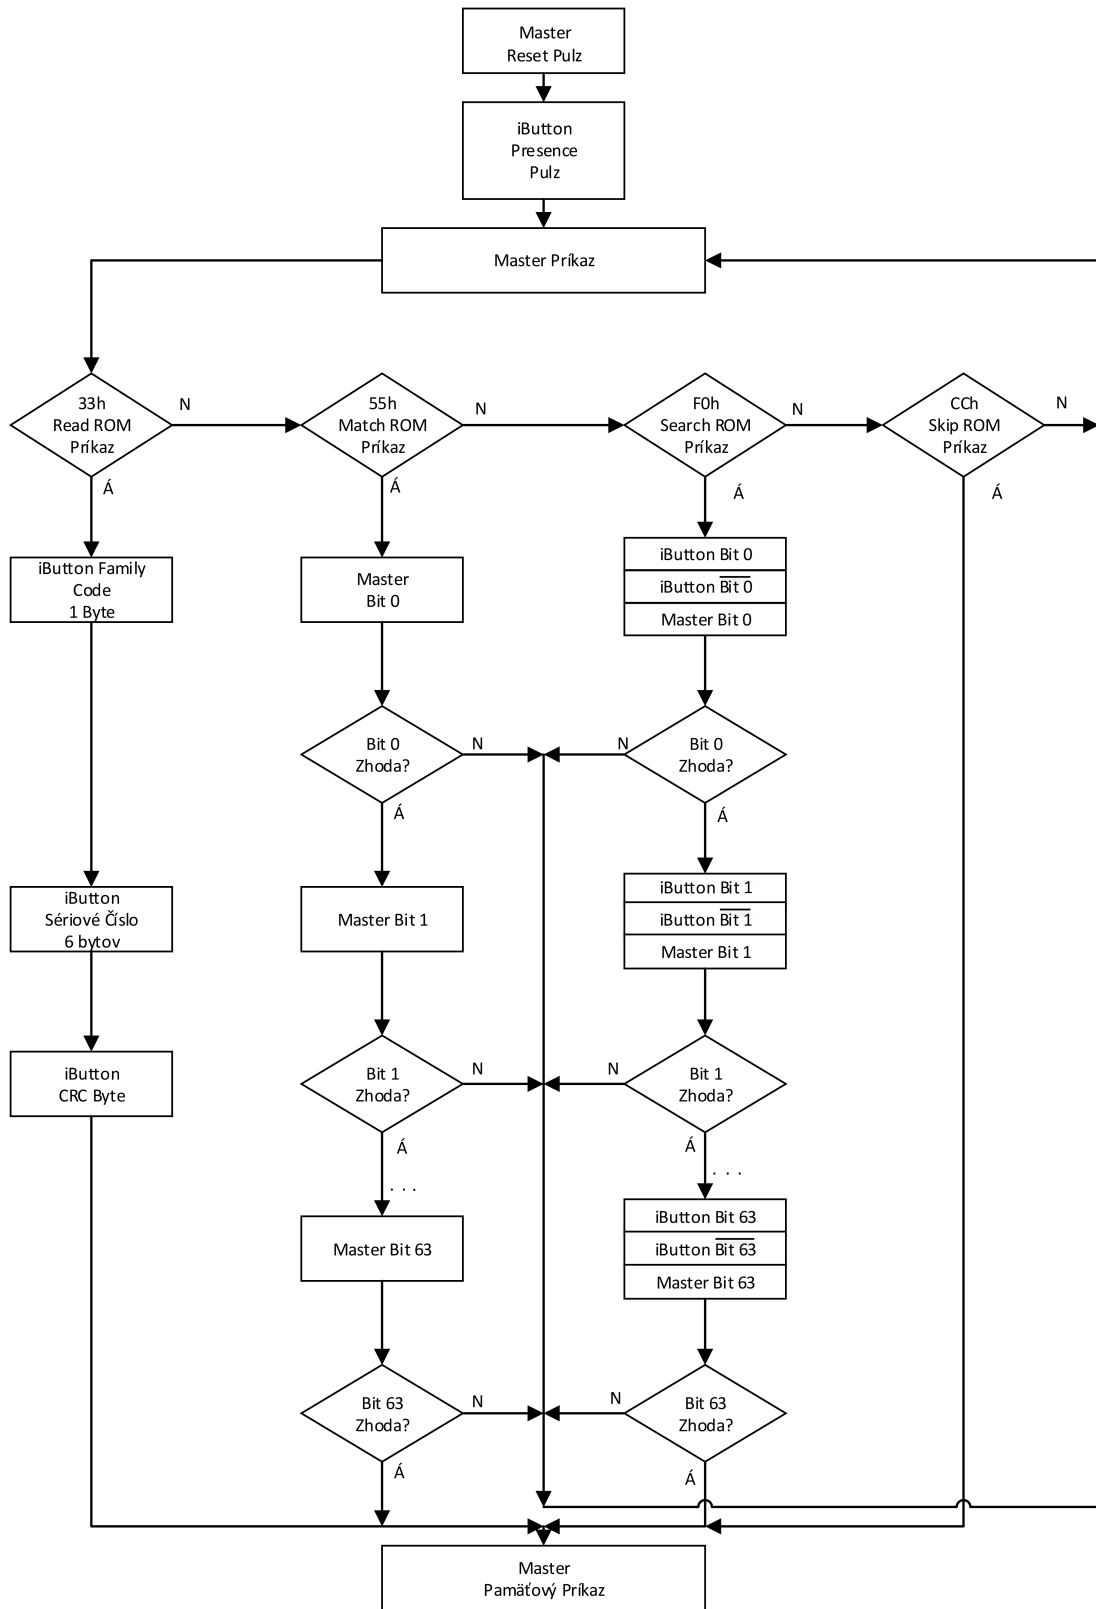 Master
Reset Pulz
iButton
Presence
Pulz
Master Príkaz
33h
Read ROM
Príkaz
N
55h
Match ROM
Príkaz
N
F0h
Search ROM
Príkaz
N
CCh
Skip ROM
Príkaz
N
Á
Á
Á
Á
iButton Family
Code
1 Byte
Master
Bit 0
iButton Bit 0
iButton B̅i̅t̅ ̅0̅
Master Bit 0
Bit 0
Zhoda?
N
N
Bit 0
Zhoda?
Á
Á
iButton
Sériové Číslo
6 bytov
Master Bit 1
iButton Bit 1
iButton B̅i̅t̅ ̅1̅
Master Bit 1
iButton
CRC Byte
Bit 1
Zhoda?
N
N
Bit 1
Zhoda?
Á
Á
. . .
. . .
Master Bit 63
iButton Bit 63
iButton B̅i̅t̅ ̅6̅3̅
Master Bit 63
Bit 63
Zhoda?
N
N
Bit 63
Zhoda?
Á
Á
Master
Pamäťový Príkaz